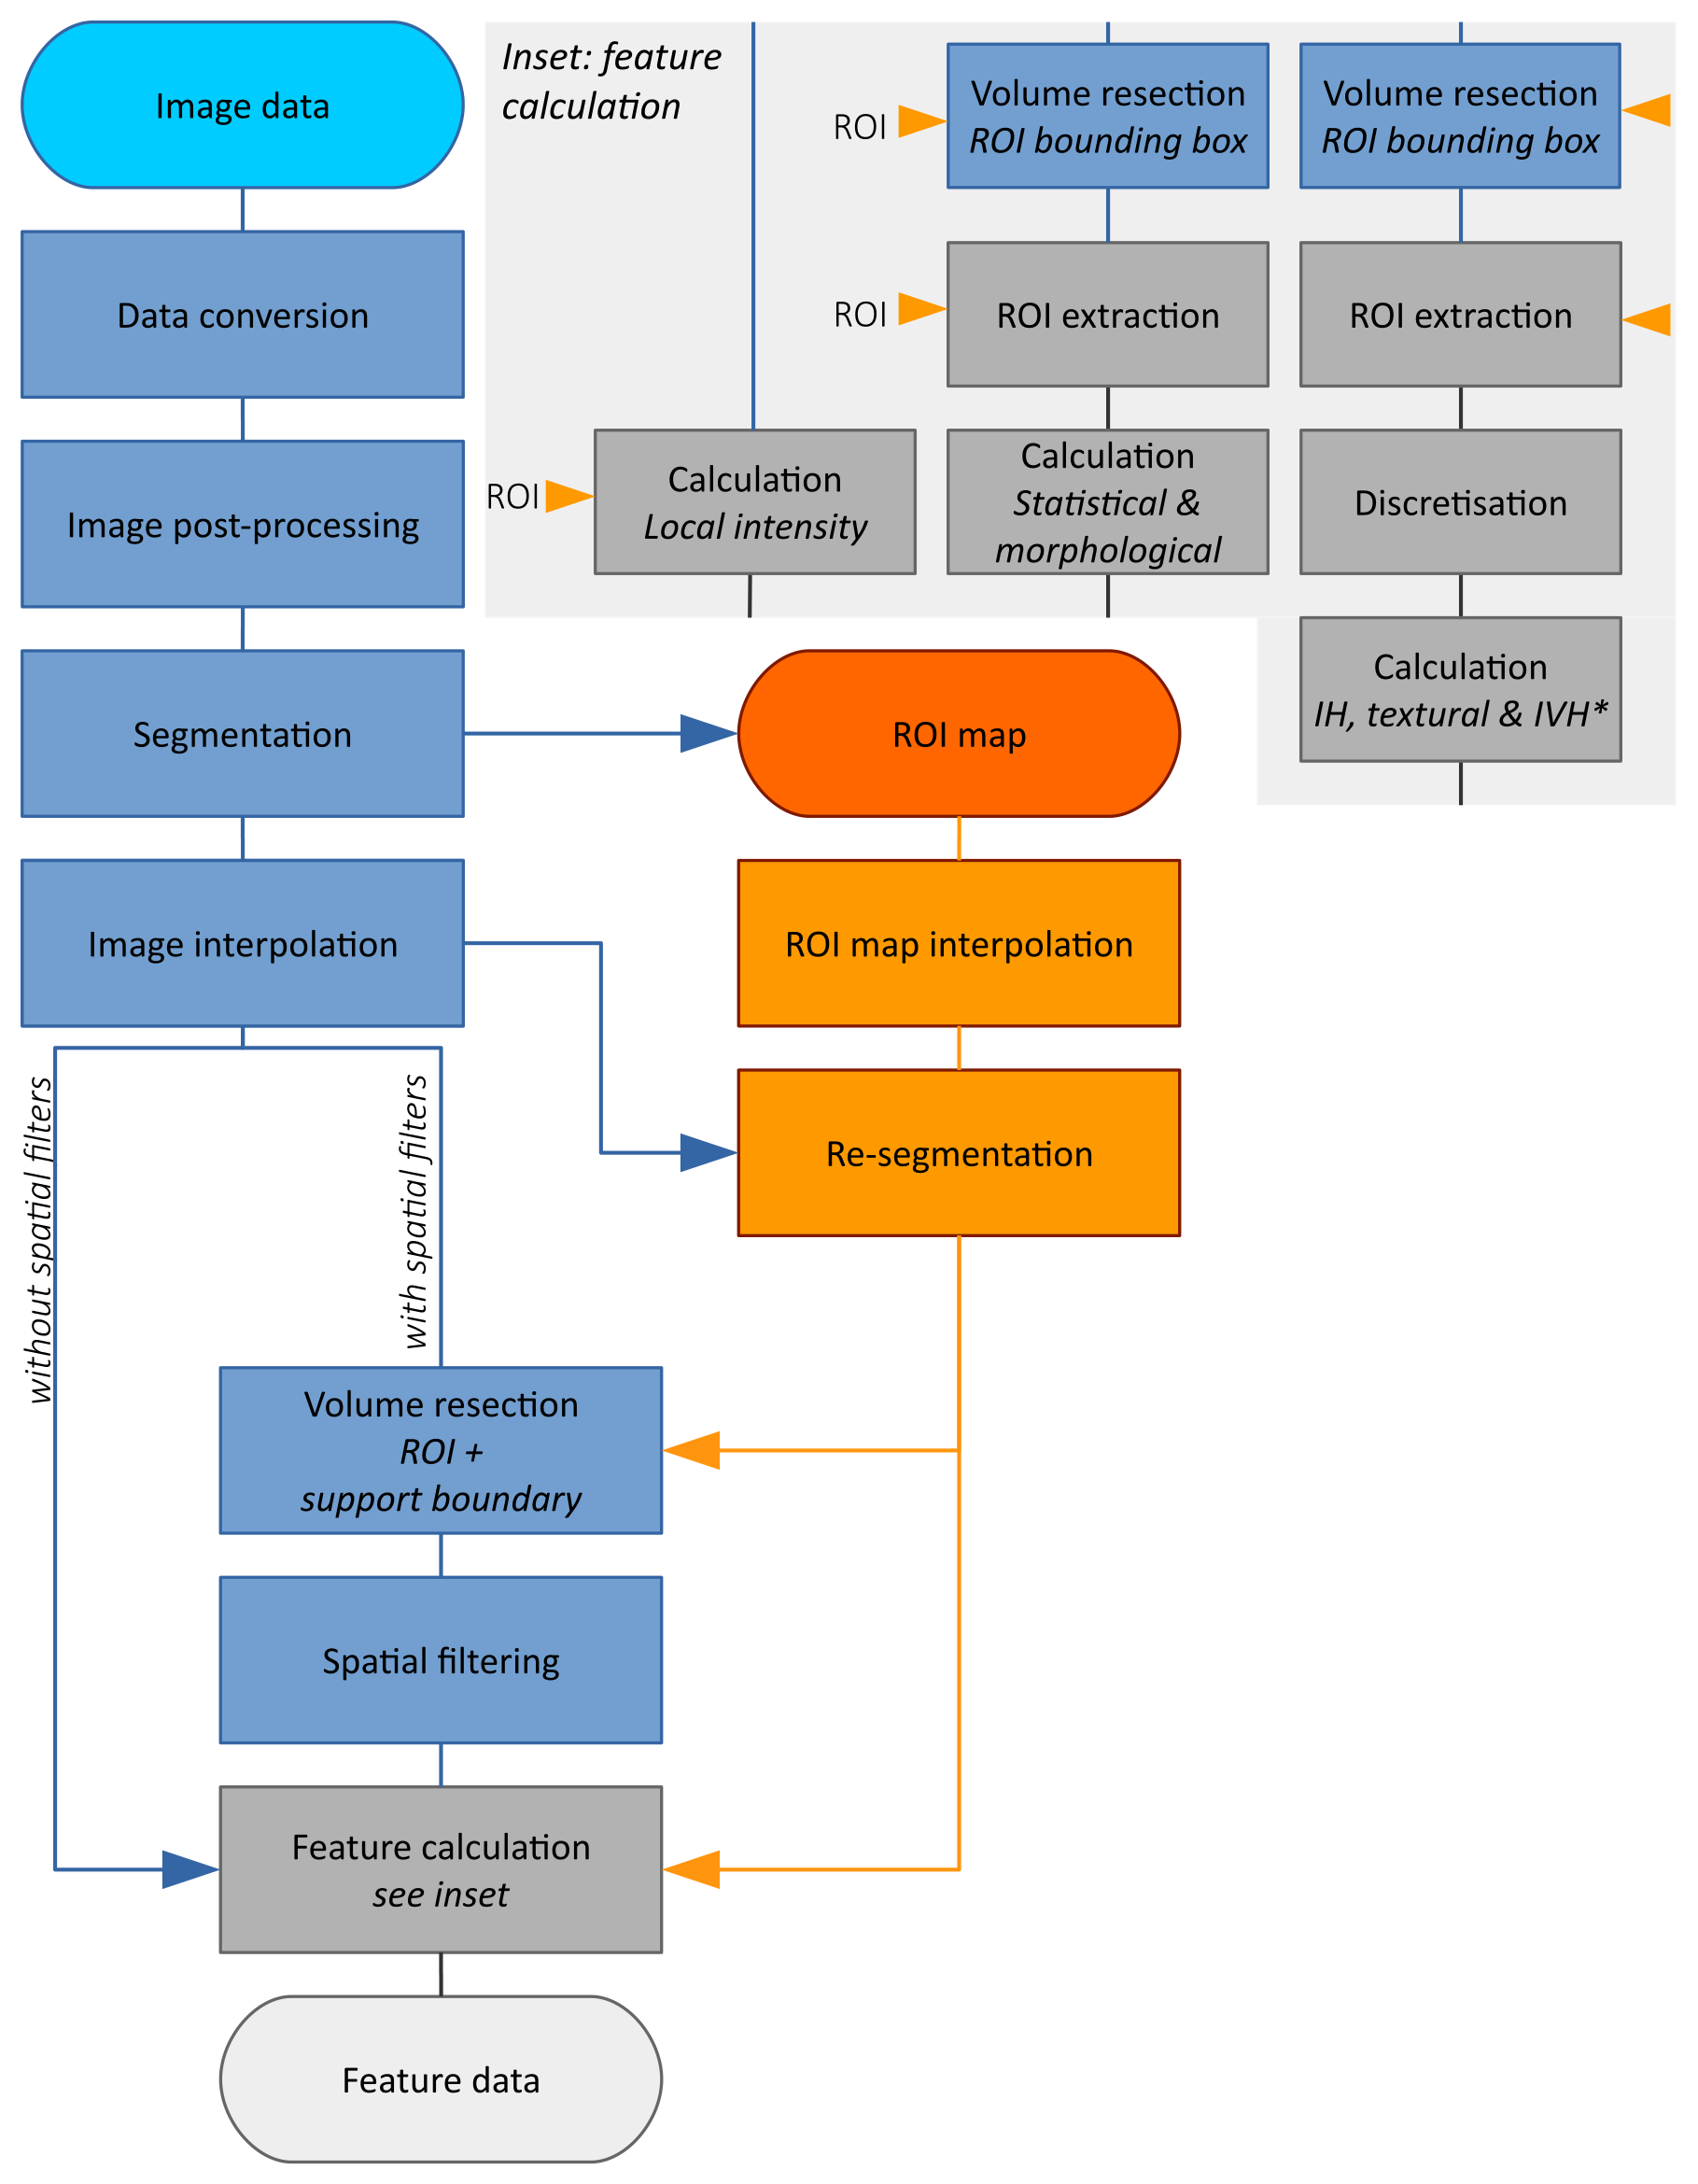 Image data
Data conversion
Image post-processing
Segmentation
Image interpolation
without spatial filters
with spatial filters
Volume resection
ROI +
support boundary
Spatial filtering
Feature calculation
see inset
Feature data
ROI map
ROI map interpolation
Re-segmentation
Inset: feature
calculation
ROI
Calculation
Local intensity
ROI
Volume resection
ROI bounding box
ROI
ROI extraction
Calculation
Statistical &
morphological
Volume resection
ROI bounding box
ROI extraction
Discretisation
Calculation
IH, textural & IVH*